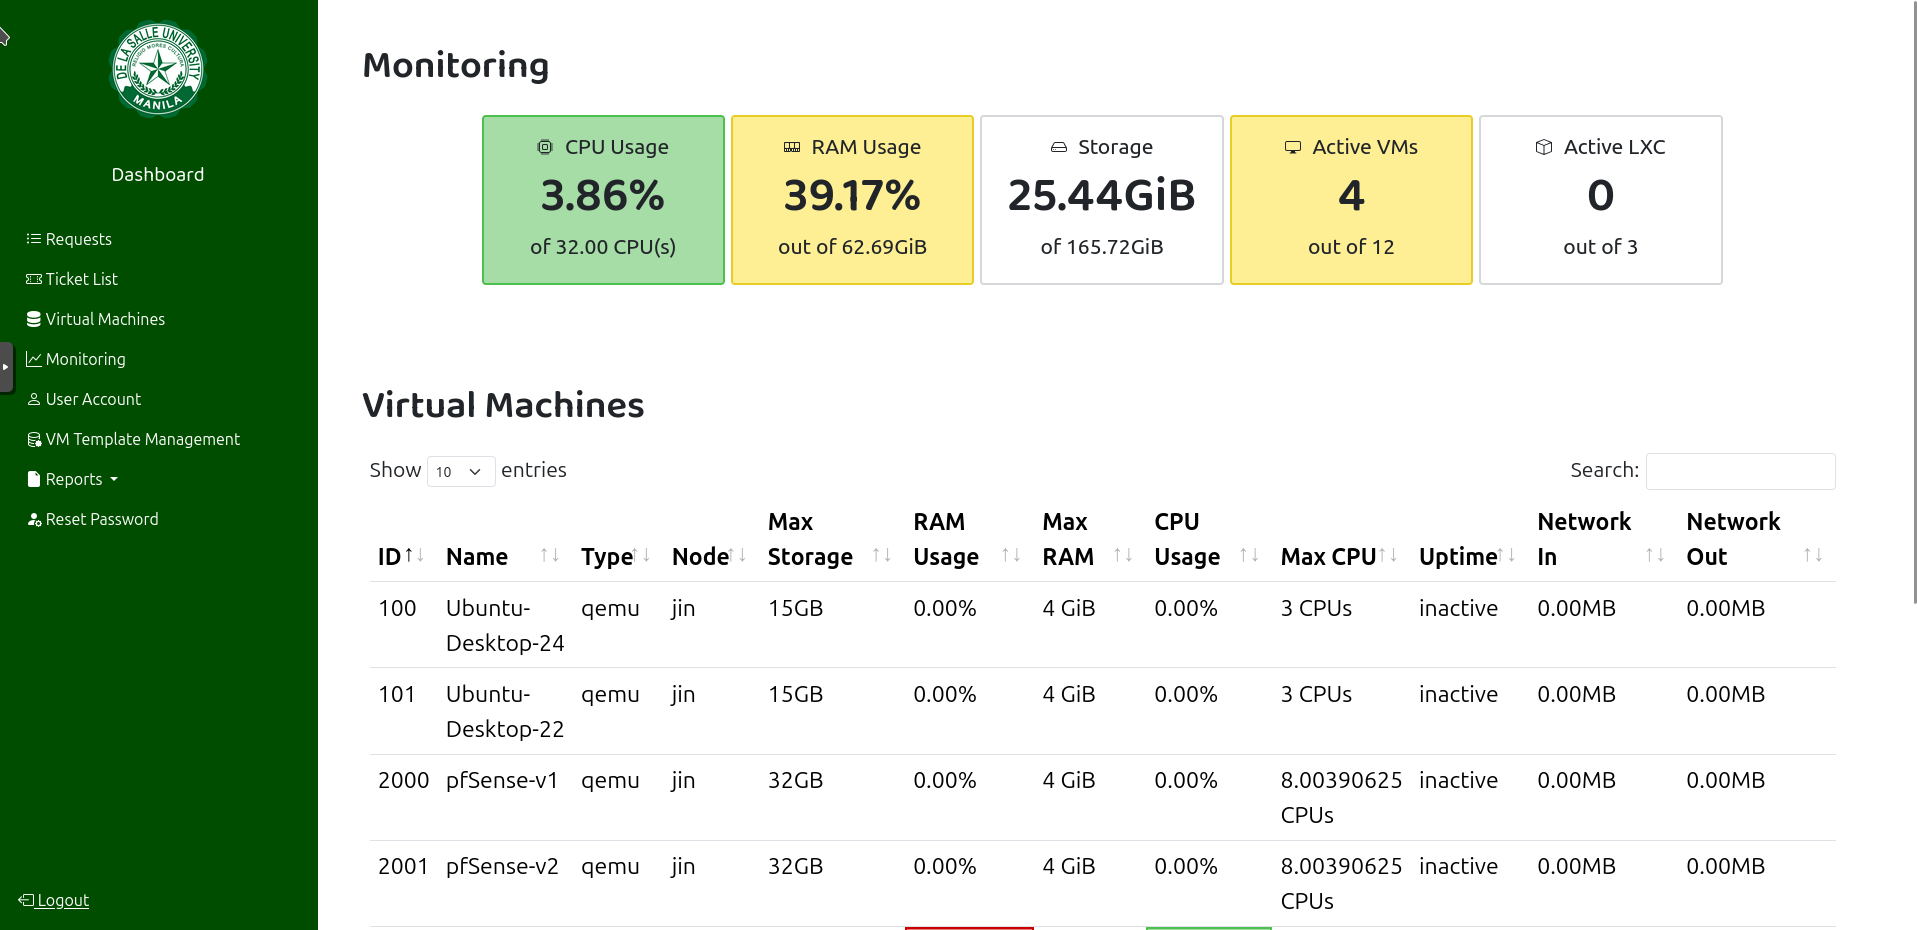 DE LA SALLE UNIVERSITY
RELIGIO MORES CULTURA
MANILA
Dashboard
Requests
Ticket List
Virtual Machines
Monitoring
User Account
VM Template Management
Reports
Reset Password
Logout
Monitoring
CPU Usage
3.86%
of 32.00 CPU(s)
RAM Usage
39.17%
out of 62.69GiB
Storage
25.44GiB
of 165.72GiB
Active VMs
4
out of 12
Active LXC
0
out of 3
Virtual Machines
Show 10 entries
Search:
ID Name Type Node Max Storage RAM Usage Max RAM CPU Usage Max CPU Uptime Network In Network Out
100 Ubuntu-Desktop-24 qemu jin 15GB 0.00% 4 GiB 0.00% 3 CPUs inactive 0.00MB 0.00MB
101 Ubuntu-Desktop-22 qemu jin 15GB 0.00% 4 GiB 0.00% 3 CPUs inactive 0.00MB 0.00MB
2000 pfSense-v1 qemu jin 32GB 0.00% 4 GiB 0.00% 8.00390625 CPUs inactive 0.00MB 0.00MB
2001 pfSense-v2 qemu jin 32GB 0.00% 4 GiB 0.00% 8.00390625 CPUs inactive 0.00MB 0.00MB